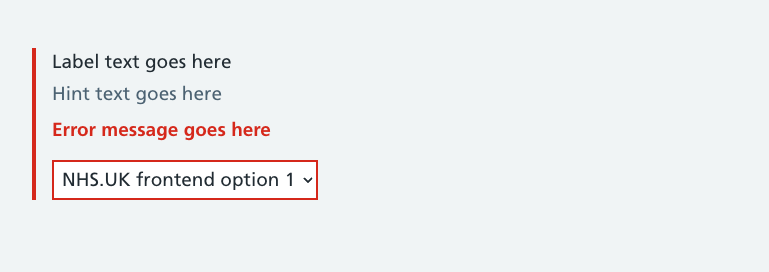 Label text goes here
Hint text goes here
Error message goes here
NHS.UK frontend option 1